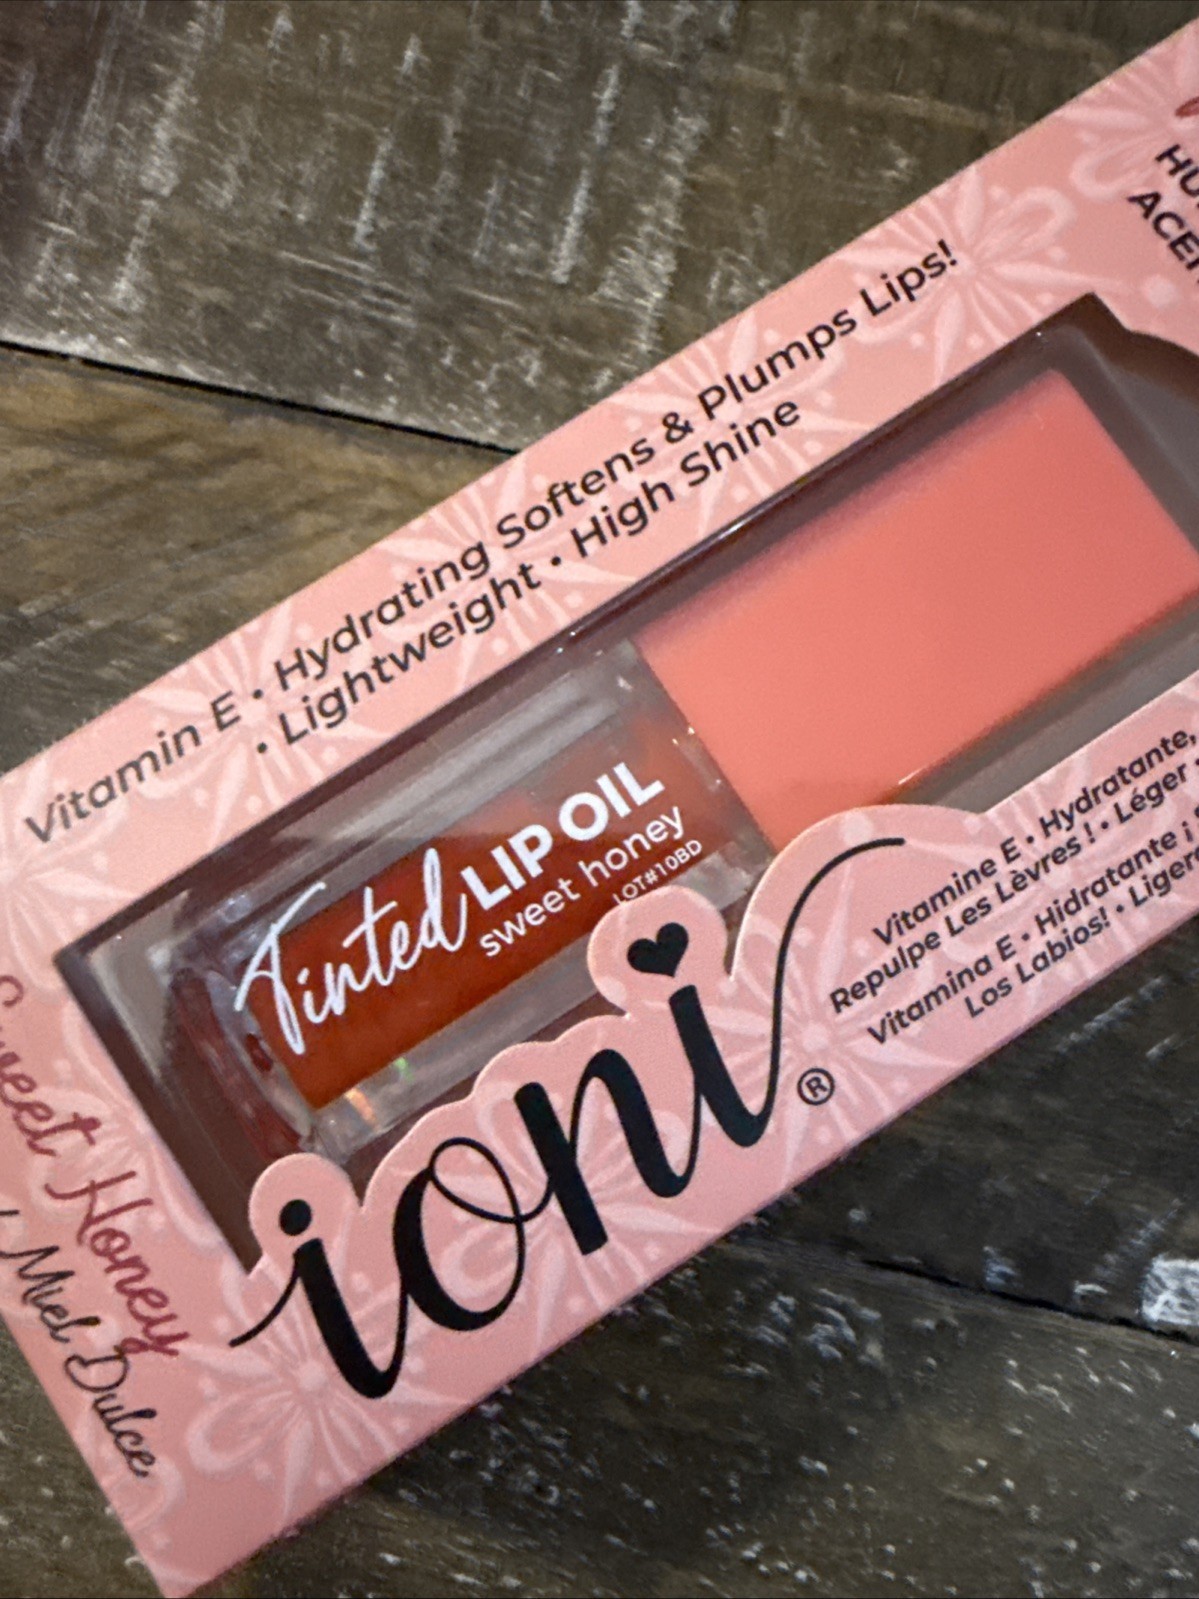 Vitamin E • Hydrating Softens & Plumps Lips!
• Lightweight • High Shine
Tinted LIP OIL
sweet honey
LOT#10BD
ioni®
Vitamine E • Hydratante,
Repulpe Les Lèvres ! • Léger •
Vitamina E • Hidratante ¡
Los Labios! •
Sweet Honey
Miel Dulce